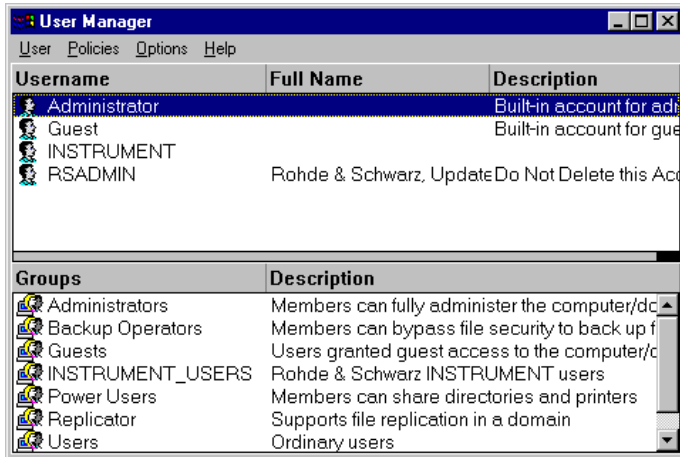 User Manager
User Policies Options Help
Username Full Name Description
Administrator Built-in account for adr
Guest Built-in account for gue
INSTRUMENT
RSADMIN Rohde & Schwarz, Update Do Not Delete this Acc
Groups Description
Administrators Members can fully administer the computer/do
Backup Operators Members can bypass file security to back up f
Guests Users granted guest access to the computer/c
INSTRUMENT_USERS Rohde & Schwarz INSTRUMENT users
Power Users Members can share directories and printers
Replicator Supports file replication in a domain
Users Ordinary users